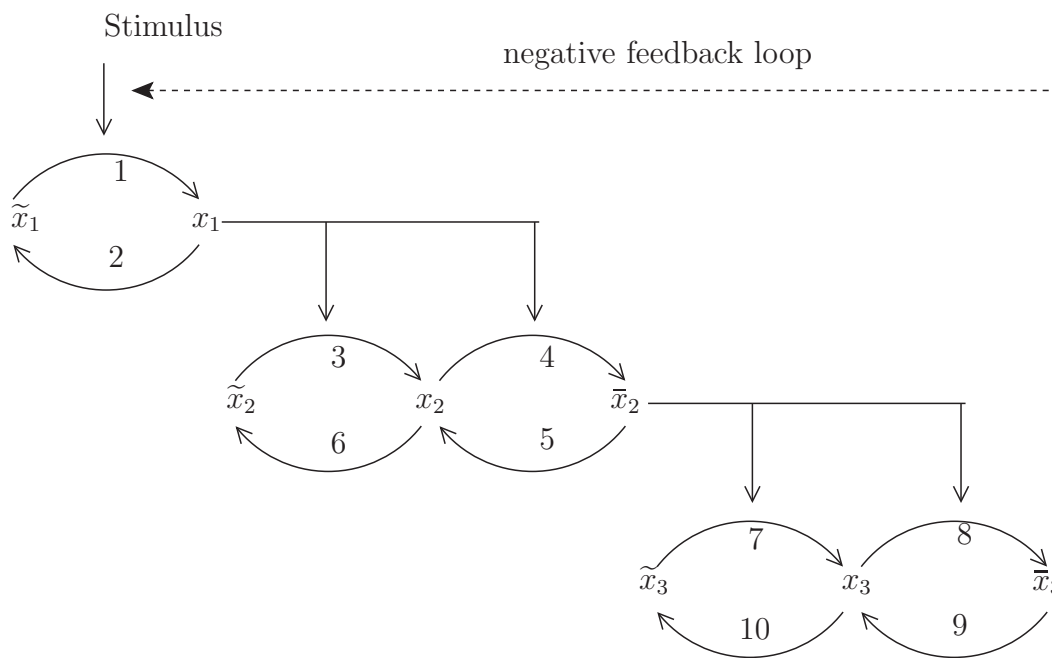 Stimulus
negative feedback loop
1
x̃₁ x₁
2
3 4
x̃₂ x₂ x̄₂
6 5
7 8
x̃₃ x₃ x̄
10 9